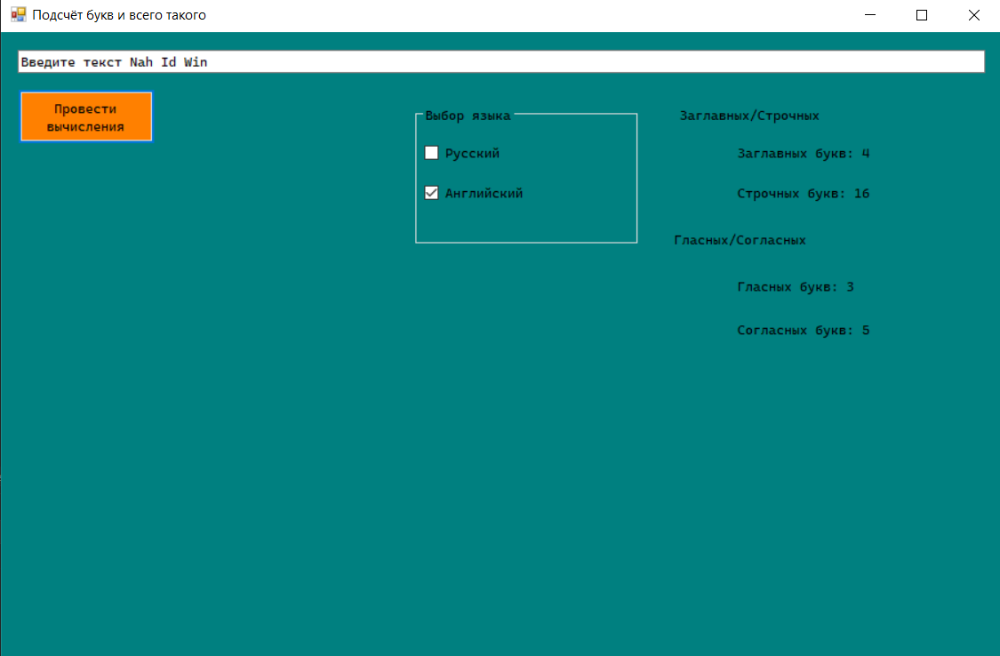 Подсчёт букв и всего такого
Введите текст Nah Id Win
Провести
вычисления
Выбор языка
Русский
Английский
Заглавных/Строчных
Заглавных букв: 4
Строчных букв: 16
Гласных/Согласных
Гласных букв: 3
Согласных букв: 5